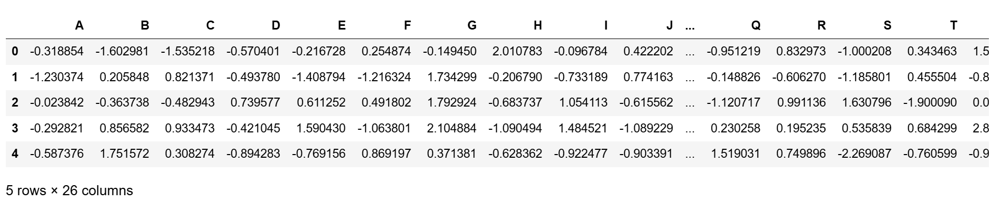 A B C D E F G H I J ... Q R S T
0 -0.318854 -1.602981 -1.535218 -0.570401 -0.216728 0.254874 -0.149450 2.010783 -0.096784 0.422202 ... -0.951219 0.832973 -1.000208 0.343463 1.5
1 -1.230374 0.205848 0.821371 -0.493780 -1.408794 -1.216324 1.734299 -0.206790 -0.733189 0.774163 ... -0.148826 -0.606270 -1.185801 0.455504 -0.8
2 -0.023842 -0.363738 -0.482943 0.739577 0.611252 0.491802 1.792924 -0.683737 1.054113 -0.615562 ... -1.120717 0.991136 1.630796 -1.900090 0.0
3 -0.292821 0.856582 0.933473 -0.421045 1.590430 -1.063801 2.104884 -1.090494 1.484521 -1.089229 ... 0.230258 0.195235 0.535839 0.684299 2.8
4 -0.587376 1.751572 0.308274 -0.894283 -0.769156 0.869197 0.371381 -0.628362 -0.922477 -0.903391 ... 1.519031 0.749896 -2.269087 -0.760599 -0.9
5 rows × 26 columns